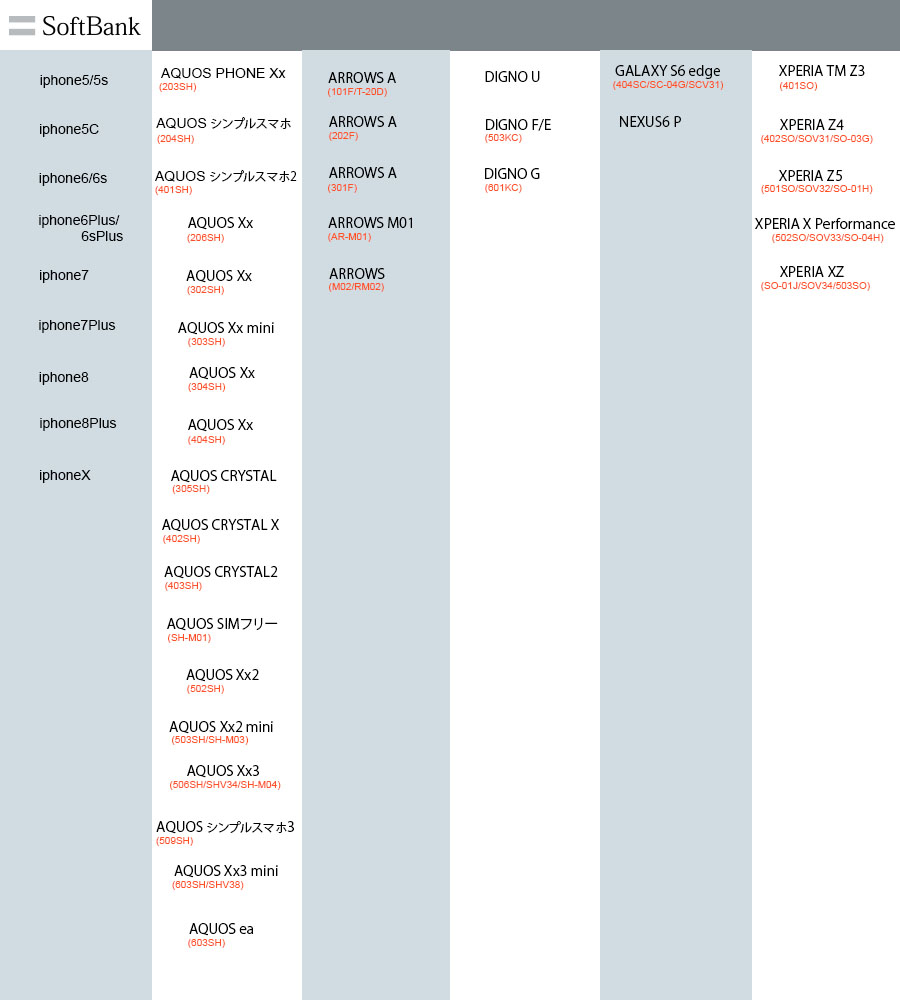 SoftBank
iphone5/5s
iphone5C
iphone6/6s
iphone6Plus/
6sPlus
iphone7
iphone7Plus
iphone8
iphone8Plus
iphoneX
AQUOS PHONE Xx
(203SH)
AQUOS シンプルスマホ
(204SH)
AQUOS シンプルスマホ2
(401SH)
AQUOS Xx
(206SH)
AQUOS Xx
(302SH)
AQUOS Xx mini
(303SH)
AQUOS Xx
(304SH)
AQUOS Xx
(404SH)
AQUOS CRYSTAL
(305SH)
AQUOS CRYSTAL X
(402SH)
AQUOS CRYSTAL2
(403SH)
AQUOS SIMフリー
(SH-M01)
AQUOS Xx2
(502SH)
AQUOS Xx2 mini
(503SH/SH-M03)
AQUOS Xx3
(506SH/SHV34/SH-M04)
AQUOS シンプルスマホ3
(509SH)
AQUOS Xx3 mini
(603SH/SHV38)
AQUOS ea
(603SH)
ARROWS A
(101F/T-20D)
ARROWS A
(202F)
ARROWS A
(301F)
ARROWS M01
(AR-M01)
ARROWS
(M02/RM02)
DIGNO U
DIGNO F/E
(503KC)
DIGNO G
(601KC)
GALAXY S6 edge
(404SC/SC-04G/SCV31)
NEXUS6 P
XPERIA TM Z3
(401SO)
XPERIA Z4
(402SO/SOV31/SO-03G)
XPERIA Z5
(501SO/SOV32/SO-01H)
XPERIA X Performance
(502SO/SOV33/SO-04H)
XPERIA XZ
(SO-01J/SOV34/503SO)